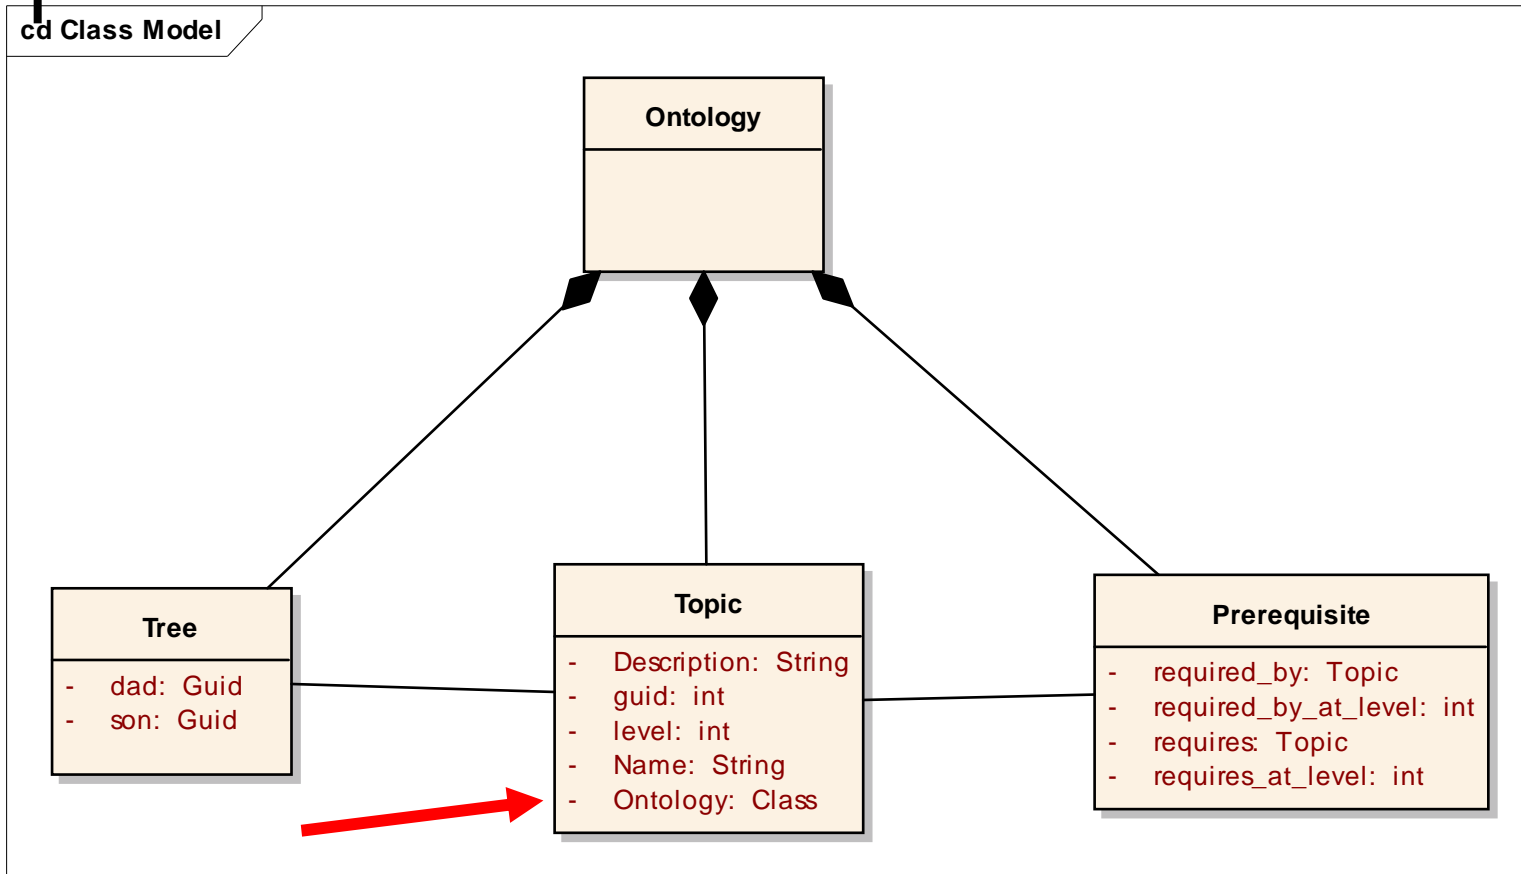 cd Class Model
Ontology
Tree
- dad: Guid
- son: Guid
Topic
- Description: String
- guid: int
- level: int
- Name: String
- Ontology: Class
Prerequisite
- required_by: Topic
- required_by_at_level: int
- requires: Topic
- requires_at_level: int